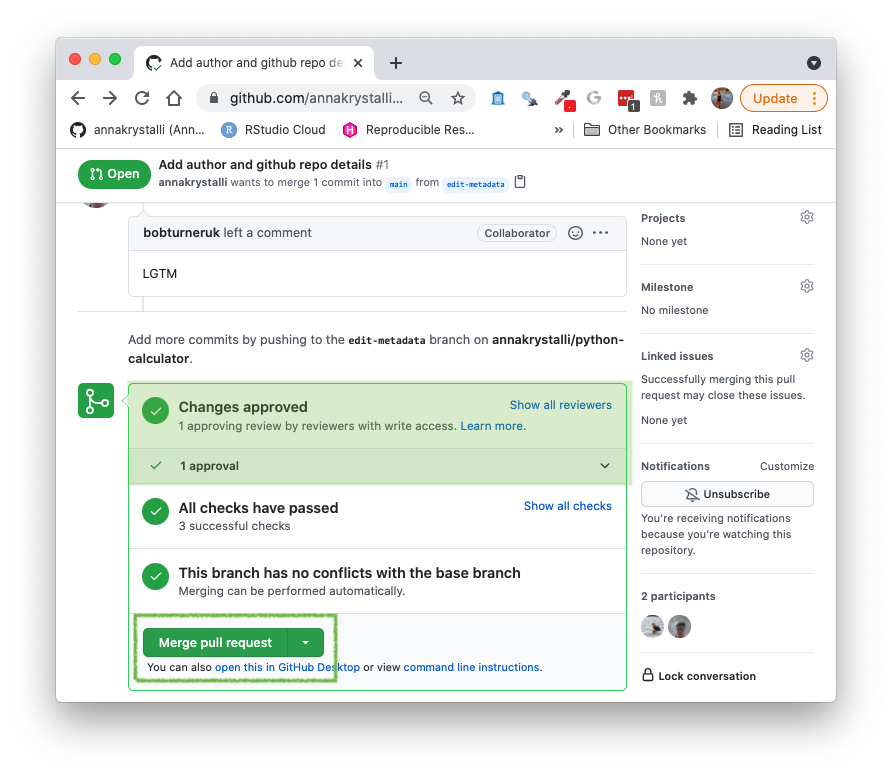 Add author and github repo de
github.com/annakrystalli...
1
Update
annakrystalli (Ann...
R
RStudio Cloud
H
Reproducible Res...
»
Other Bookmarks
Reading List
Open
Add author and github repo details #1
annakrystalli wants to merge 1 commit into main from edit-metadata
bobturneruk left a comment
Collaborator
LGTM
Add more commits by pushing to the edit-metadata branch on annakrystalli/python-
calculator.
Changes approved
Show all reviewers
1 approving review by reviewers with write access. Learn more.
1 approval
All checks have passed
Show all checks
3 successful checks
This branch has no conflicts with the base branch
Merging can be performed automatically.
Merge pull request
You can also open this in GitHub Desktop or view command line instructions.
Projects
None yet
Milestone
No milestone
Linked issues
Successfully merging this pull
request may close these issues.
None yet
Notifications
Customize
Unsubscribe
You're receiving notifications
because you're watching this
repository.
2 participants
Lock conversation